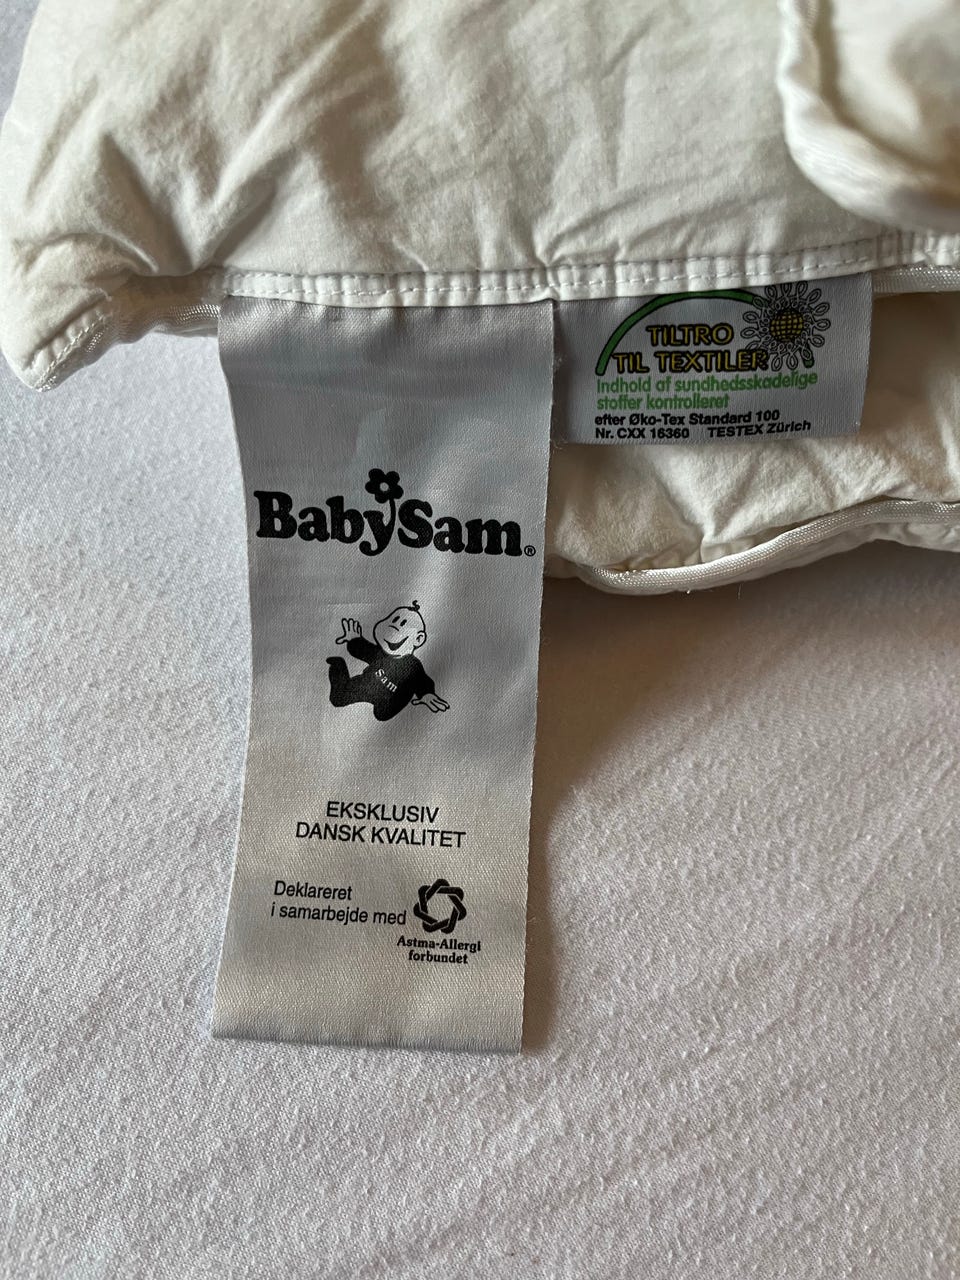 BabySam®
Sam
EKSKLUSIV
DANSK KVALITET
Deklareret
i samarbejde med
Astma-Allergi
forbundet
TILTRO
TIL TEXTILER
Indhold af sundhedsskadelige
stoffer kontrolleret
efter Øko-Tex Standard 100
Nr. CXX 16360 TESTEX Zürich